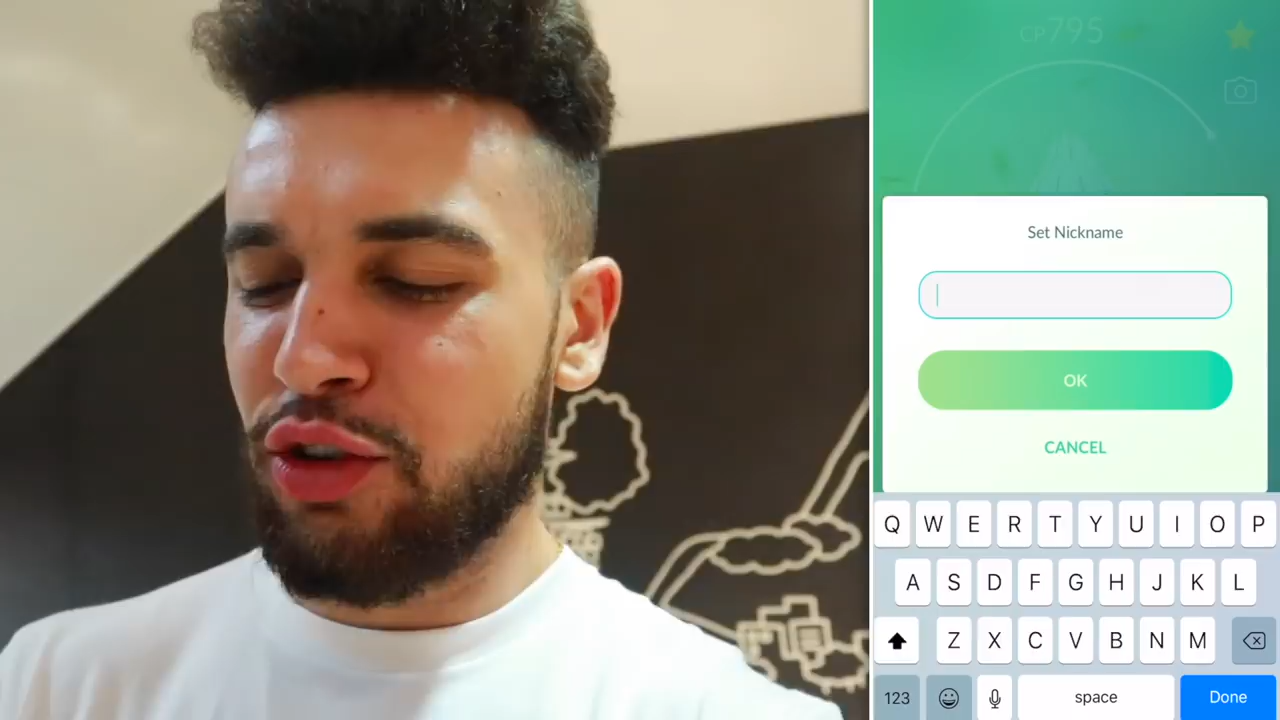 CP795
Set Nickname
OK
CANCEL
Q W E R T Y U I O P
A S D F G H J K L
Z X C V B N M
123 space Done